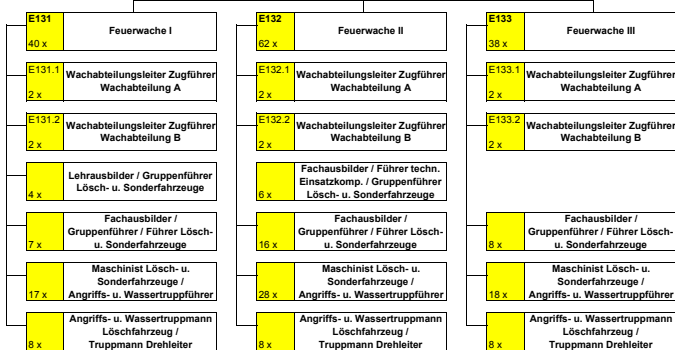 E131
40 x
Feuerwache I
E131.1
2 x
Wachabteilungsleiter Zugführer
Wachabteilung A
E131.2
2 x
Wachabteilungsleiter Zugführer
Wachabteilung B
4 x
Lehrausbilder / Gruppenführer
Lösch- u. Sonderfahrzeuge
7 x
Fachausbilder /
Gruppenführer / Führer Lösch-
u. Sonderfahrzeuge
17 x
Maschinist Lösch- u.
Sonderfahrzeuge /
Angriffs- u. Wassertruppführer
8 x
Angriffs- u. Wassertruppmann
Löschfahrzeug /
Truppmann Drehleiter
E132
62 x
Feuerwache II
E132.1
2 x
Wachabteilungsleiter Zugführer
Wachabteilung A
E132.2
2 x
Wachabteilungsleiter Zugführer
Wachabteilung B
6 x
Fachausbilder / Führer techn.
Einsatzkomp. / Gruppenführer
Lösch- u. Sonderfahrzeuge
16 x
Fachausbilder /
Gruppenführer / Führer Lösch-
u. Sonderfahrzeuge
28 x
Maschinist Lösch- u.
Sonderfahrzeuge /
Angriffs- u. Wassertruppführer
8 x
Angriffs- u. Wassertruppmann
Löschfahrzeug /
Truppmann Drehleiter
E133
38 x
Feuerwache III
E133.1
2 x
Wachabteilungsleiter Zugführer
Wachabteilung A
E133.2
2 x
Wachabteilungsleiter Zugführer
Wachabteilung B
8 x
Fachausbilder /
Gruppenführer / Führer Lösch-
u. Sonderfahrzeuge
18 x
Maschinist Lösch- u.
Sonderfahrzeuge /
Angriffs- u. Wassertruppführer
8 x
Angriffs- u. Wassertruppmann
Löschfahrzeug /
Truppmann Drehleiter